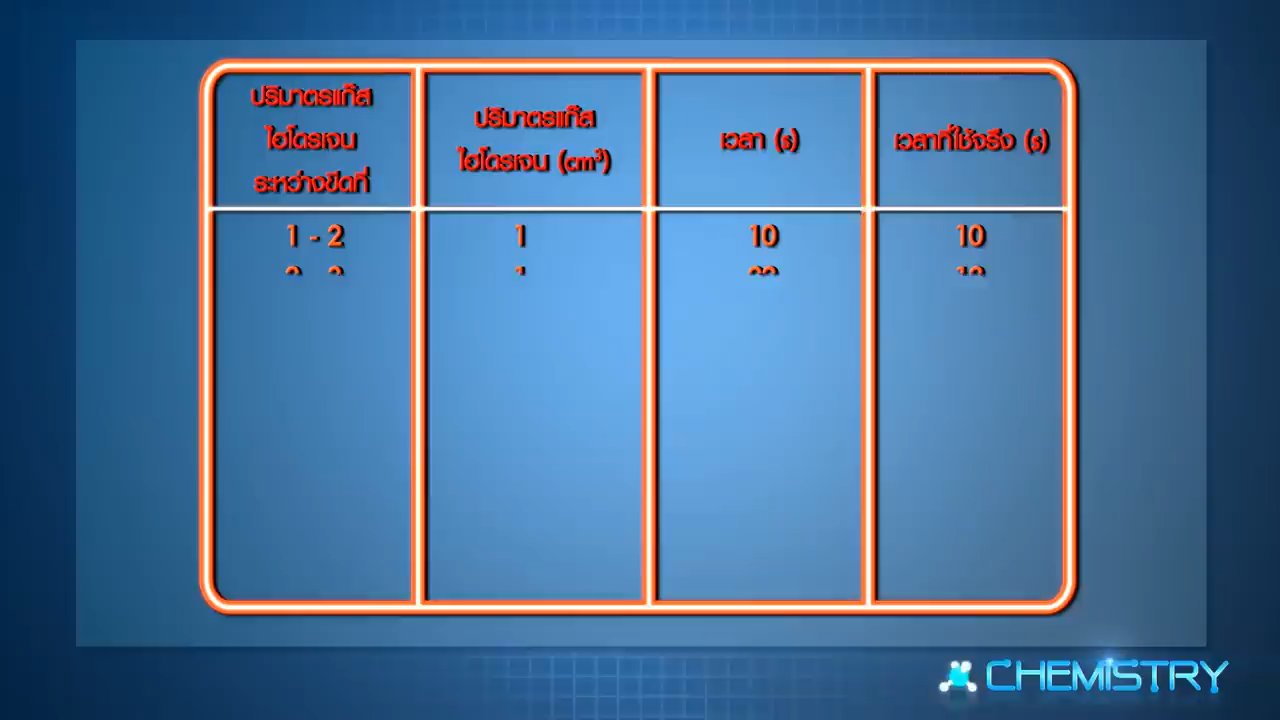 ปริมาตรแก๊ส
ไฮโดรเจน
ระหว่างขีดที่
ปริมาตรแก๊ส
ไฮโดรเจน (cm³)
เวลา (s)
เวลาที่ใช้จริง (s)
1 - 2 1 10 10
CHEMISTRY